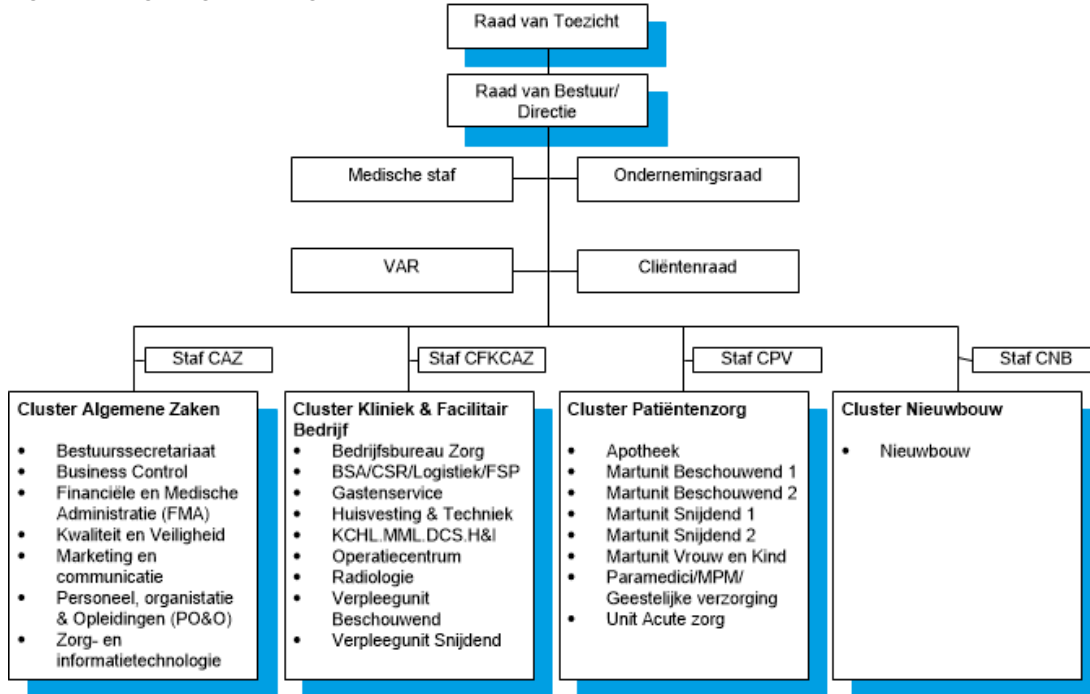 Raad van Toezicht
Raad van Bestuur/
Directie
Medische staf
Ondernemingsraad
VAR
Cliëntenraad
Staf CAZ
Staf CFKCAZ
Staf CPV
Staf CNB
Cluster Algemene Zaken
• Bestuurssecretariaat
• Business Control
• Financiële en Medische
Administratie (FMA)
• Kwaliteit en Veiligheid
• Marketing en
communicatie
• Personeel, organistatie
& Opleidingen (PO&O)
• Zorg- en
informatietechnologie
Cluster Kliniek & Facilitair
Bedrijf
• Bedrijfsbureau Zorg
• BSA/CSR/Logistiek/FSP
• Gastenservice
• Huisvesting & Techniek
• KCHL.MML.DCS.H&I
• Operatiecentrum
• Radiologie
• Verpleegunit
Beschouwend
• Verpleegunit Snijdend
Cluster Patiëntenzorg
• Apotheek
• Martunit Beschouwend 1
• Martunit Beschouwend 2
• Martunit Snijdend 1
• Martunit Snijdend 2
• Martunit Vrouw en Kind
• Paramedici/MPM/
Geestelijke verzorging
• Unit Acute zorg
Cluster Nieuwbouw
• Nieuwbouw